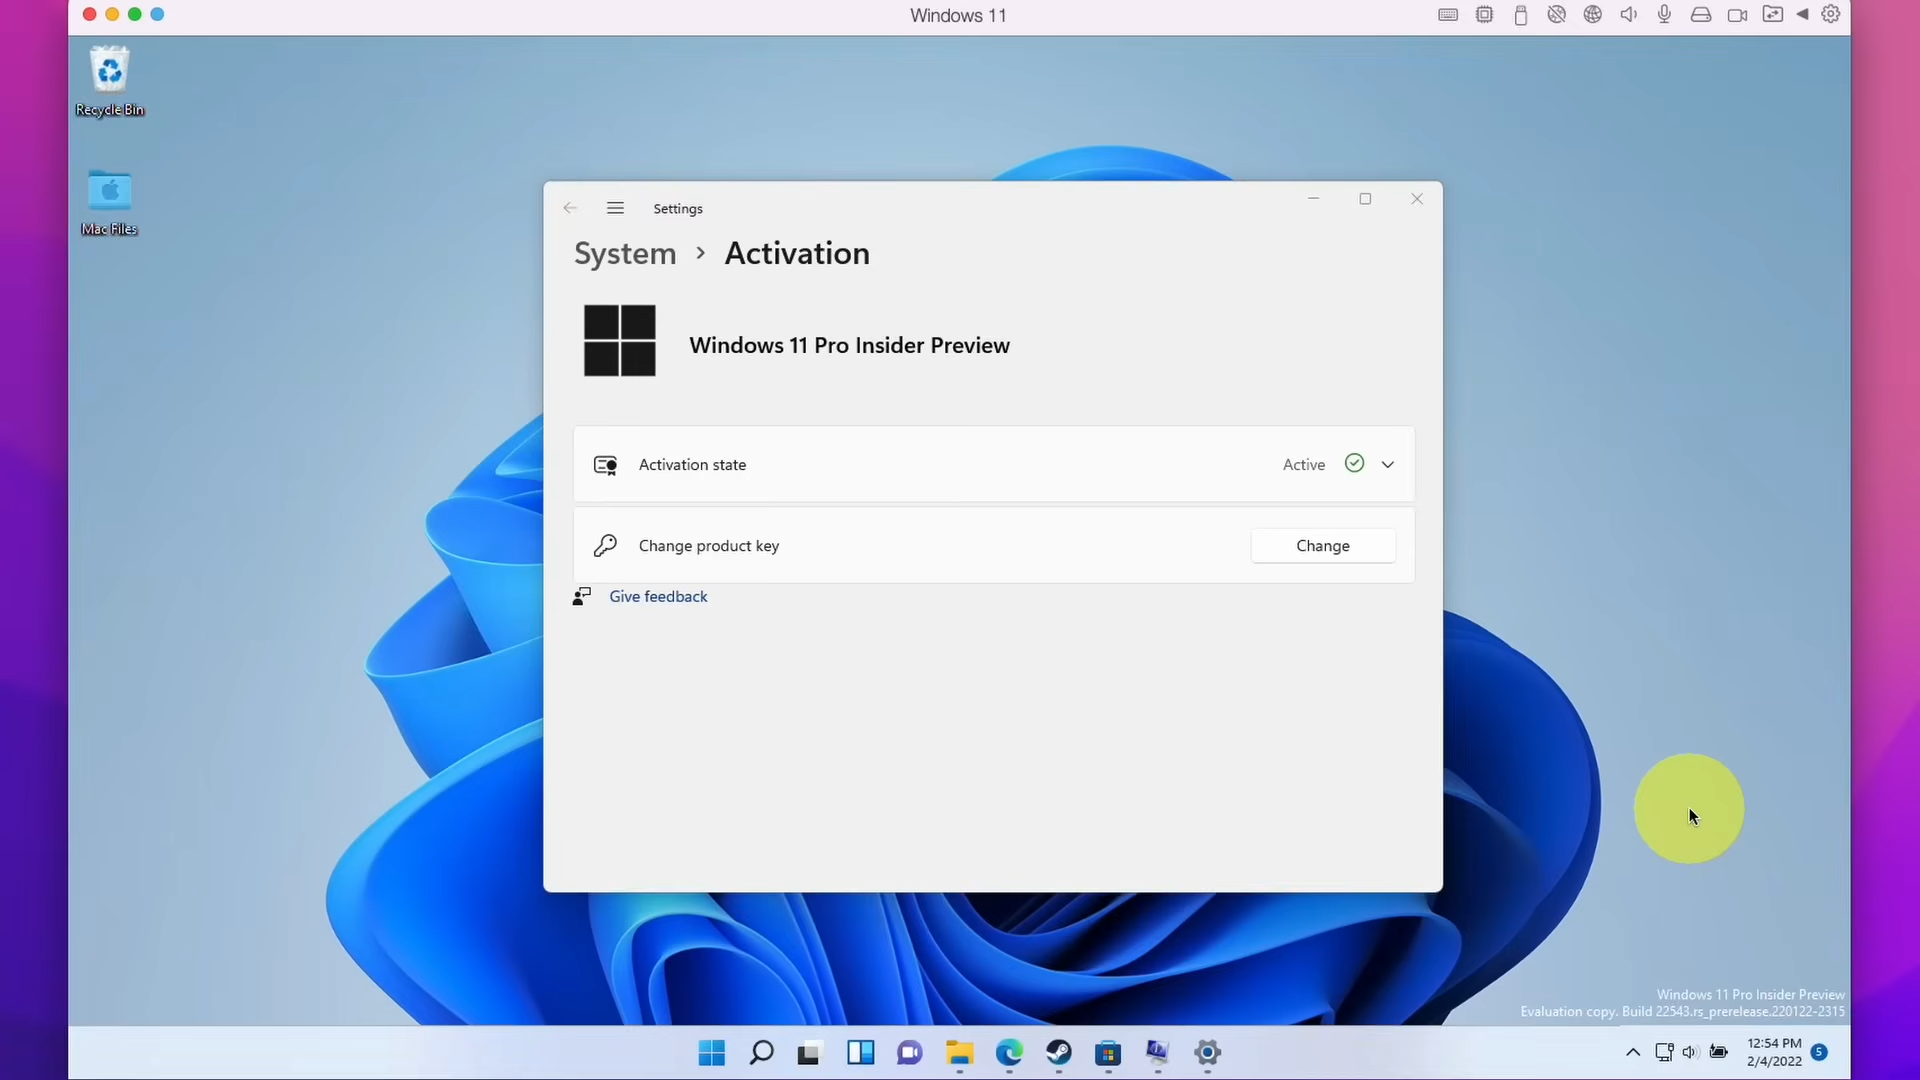 Windows 11
Recycle Bin
Mac Files
Settings
System > Activation
Windows 11 Pro Insider Preview
Activation state
Active
Change product key
Change
Give feedback
Windows 11 Pro Insider Preview
Evaluation copy. Build 22543.rs_prerelease.220122-2315
12:54 PM
2/4/2022
5